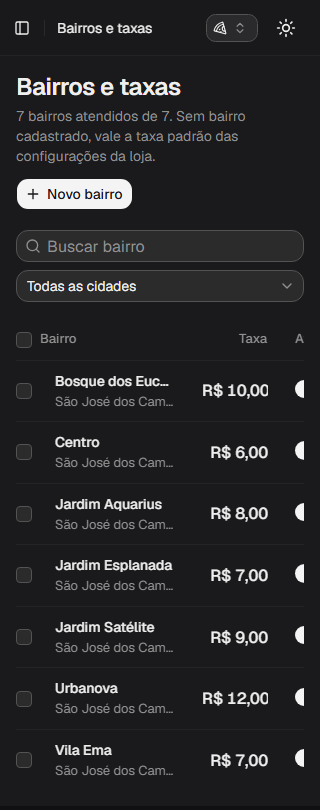 Bairros e taxas
Bairros e taxas
7 bairros atendidos de 7. Sem bairro
cadastrado, vale a taxa padrão das
configurações da loja.
Novo bairro
Buscar bairro
Todas as cidades
Bairro Taxa A
Bosque dos Euc... R$ 10,00
São José dos Cam...
Centro R$ 6,00
São José dos Cam...
Jardim Aquarius R$ 8,00
São José dos Cam...
Jardim Esplanada R$ 7,00
São José dos Cam...
Jardim Satélite R$ 9,00
São José dos Cam...
Urbanova R$ 12,00
São José dos Cam...
Vila Ema R$ 7,00
São José dos Cam...